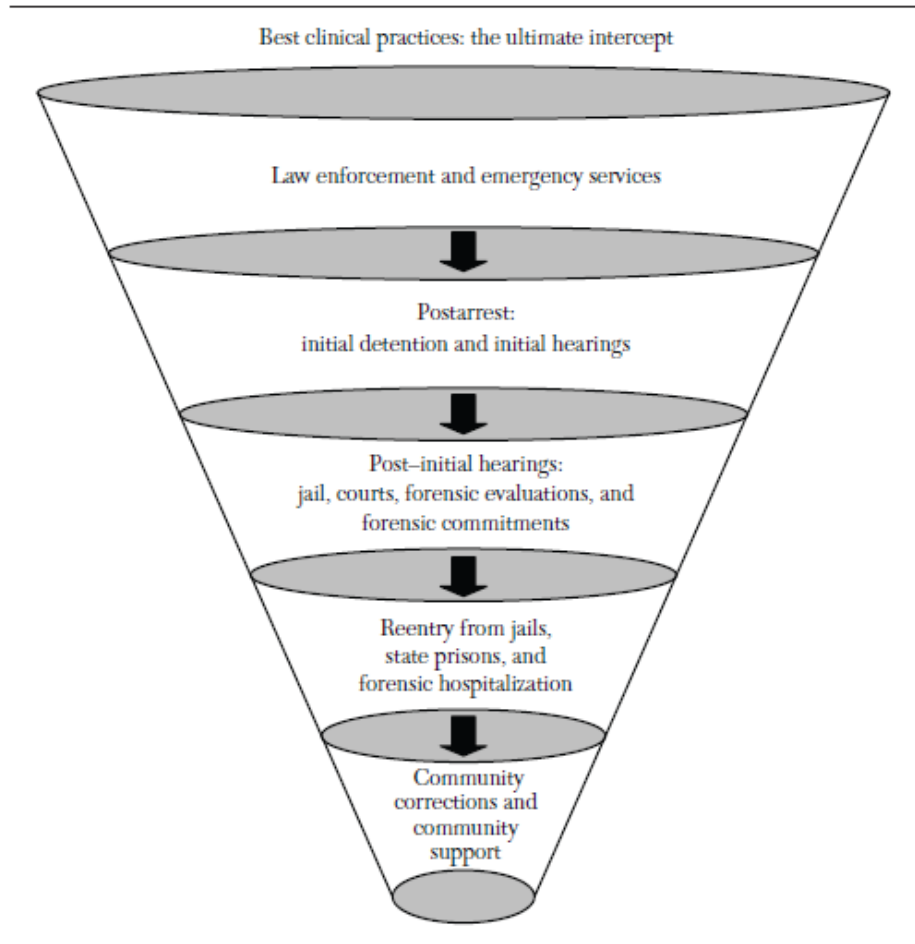 Best clinical practices: the ultimate intercept
Law enforcement and emergency services
Postarrest:
initial detention and initial hearings
Post–initial hearings:
jail, courts, forensic evaluations, and
forensic commitments
Reentry from jails,
state prisons, and
forensic hospitalization
Community
corrections and
community
support